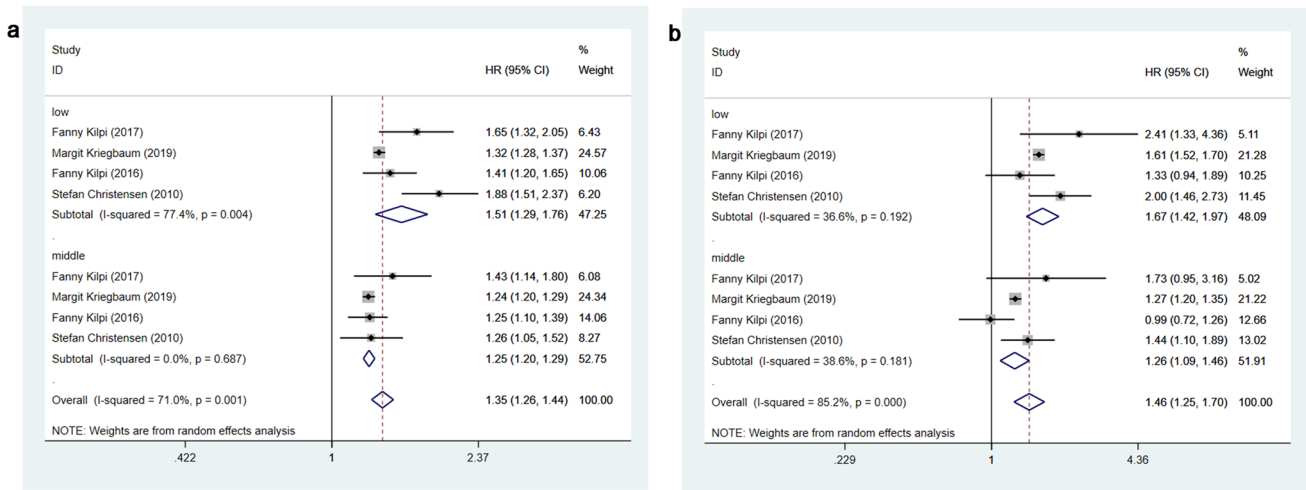 a
Study %
ID HR (95% CI) Weight
low
Fanny Kilpi (2017) 1.65 (1.32, 2.05) 6.43
Margit Kriegbaum (2019) 1.32 (1.28, 1.37) 24.57
Fanny Kilpi (2016) 1.41 (1.20, 1.65) 10.06
Stefan Christensen (2010) 1.88 (1.51, 2.37) 6.20
Subtotal (I-squared = 77.4%, p = 0.004) 1.51 (1.29, 1.76) 47.25
.
middle
Fanny Kilpi (2017) 1.43 (1.14, 1.80) 6.08
Margit Kriegbaum (2019) 1.24 (1.20, 1.29) 24.34
Fanny Kilpi (2016) 1.25 (1.10, 1.39) 14.06
Stefan Christensen (2010) 1.26 (1.05, 1.52) 8.27
Subtotal (I-squared = 0.0%, p = 0.687) 1.25 (1.20, 1.29) 52.75
.
Overall (I-squared = 71.0%, p = 0.001) 1.35 (1.26, 1.44) 100.00
NOTE: Weights are from random effects analysis
.422 1 2.37
b
Study %
ID HR (95% CI) Weight
low
Fanny Kilpi (2017) 2.41 (1.33, 4.36) 5.11
Margit Kriegbaum (2019) 1.61 (1.52, 1.70) 21.28
Fanny Kilpi (2016) 1.33 (0.94, 1.89) 10.25
Stefan Christensen (2010) 2.00 (1.46, 2.73) 11.45
Subtotal (I-squared = 36.6%, p = 0.192) 1.67 (1.42, 1.97) 48.09
.
middle
Fanny Kilpi (2017) 1.73 (0.95, 3.16) 5.02
Margit Kriegbaum (2019) 1.27 (1.20, 1.35) 21.22
Fanny Kilpi (2016) 0.99 (0.72, 1.26) 12.66
Stefan Christensen (2010) 1.44 (1.10, 1.89) 13.02
Subtotal (I-squared = 38.6%, p = 0.181) 1.26 (1.09, 1.46) 51.91
.
Overall (I-squared = 85.2%, p = 0.000) 1.46 (1.25, 1.70) 100.00
NOTE: Weights are from random effects analysis
.229 1 4.36